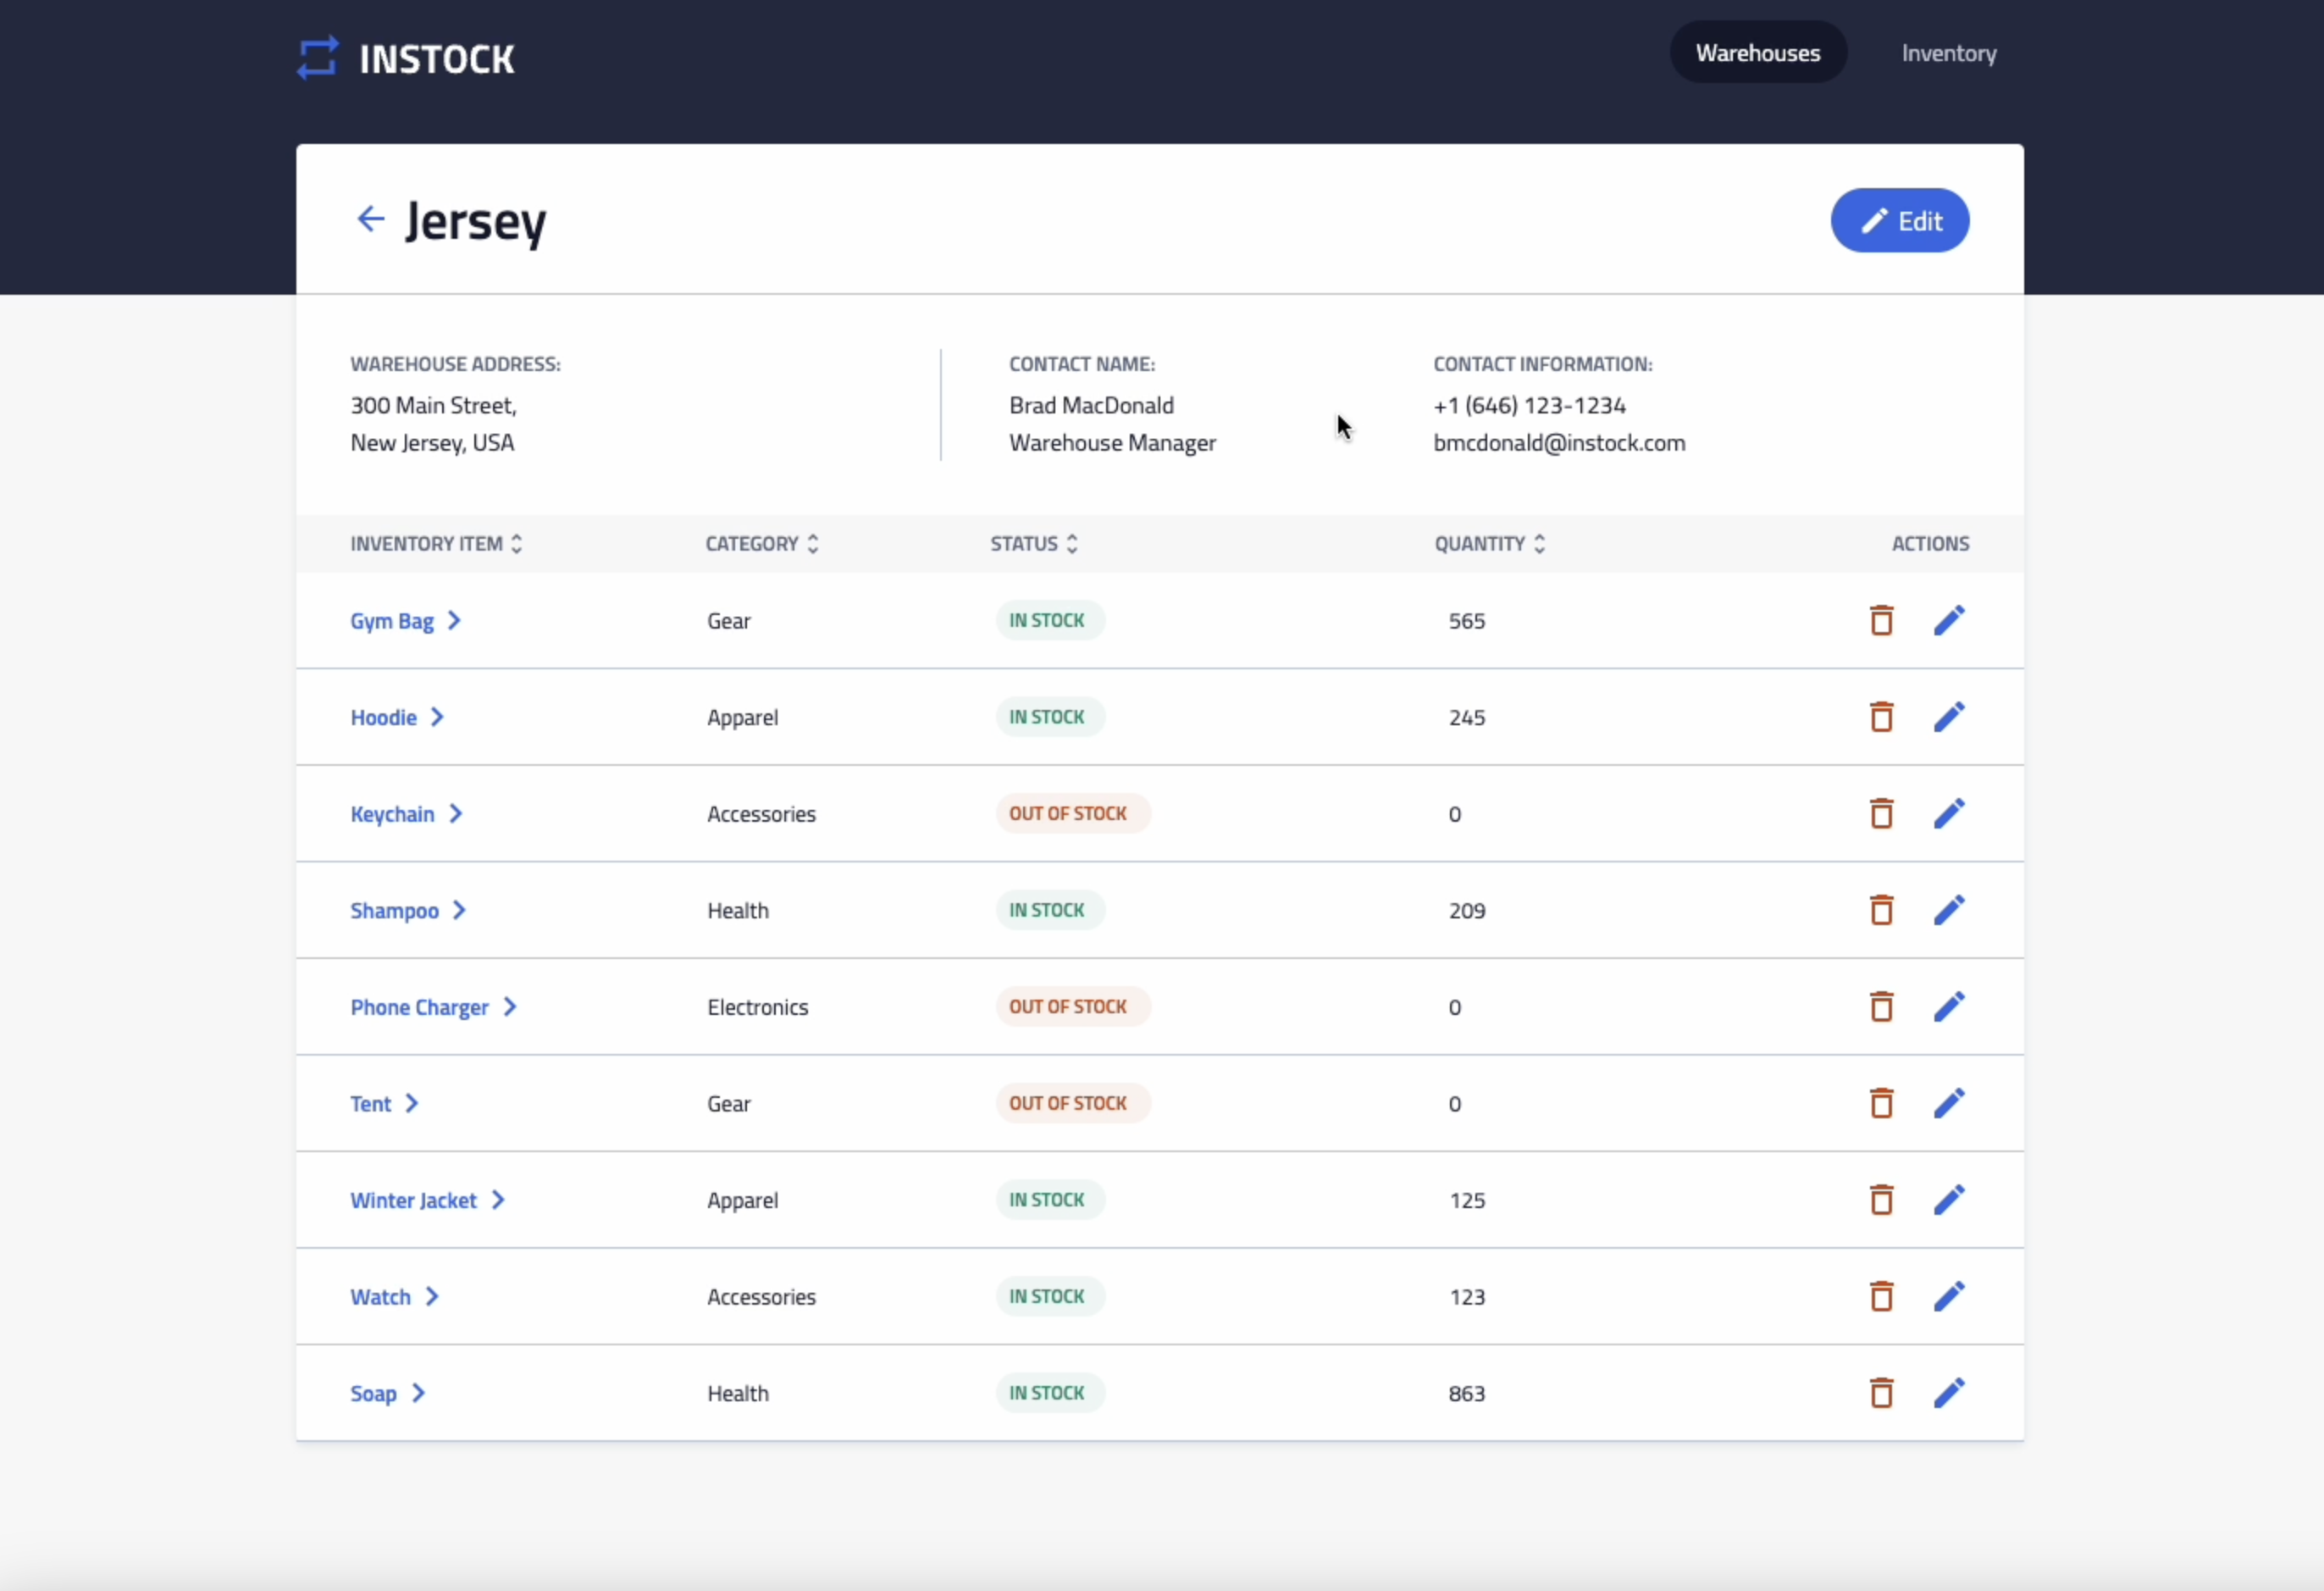 INSTOCK
Warehouses Inventory
Jersey
Edit
WAREHOUSE ADDRESS:
300 Main Street,
New Jersey, USA
CONTACT NAME:
Brad MacDonald
Warehouse Manager
CONTACT INFORMATION:
+1 (646) 123-1234
bmcdonald@instock.com
INVENTORY ITEM CATEGORY STATUS QUANTITY ACTIONS
Gym Bag Gear IN STOCK 565
Hoodie Apparel IN STOCK 245
Keychain Accessories OUT OF STOCK 0
Shampoo Health IN STOCK 209
Phone Charger Electronics OUT OF STOCK 0
Tent Gear OUT OF STOCK 0
Winter Jacket Apparel IN STOCK 125
Watch Accessories IN STOCK 123
Soap Health IN STOCK 863